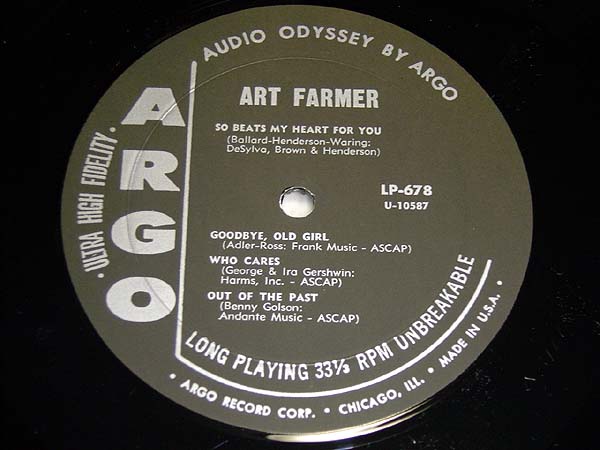 AUDIO ODYSSEY BY ARGO
ART FARMER
SO BEATS MY HEART FOR YOU
(Ballard-Henderson-Waring:
DeSylva, Brown & Henderson)
LP-678
U-10587
GOODBYE, OLD GIRL
(Adler-Ross: Frank Music - ASCAP)
WHO CARES
(George & Ira Gershwin:
Harms, Inc. - ASCAP)
OUT OF THE PAST
(Benny Golson:
Andante Music - ASCAP)
ARGO
• ULTRA HIGH FIDELITY •
LONG PLAYING 33⅓ RPM UNBREAKABLE
• ARGO RECORD CORP. • CHICAGO, ILL. • MADE IN U.S.A. •